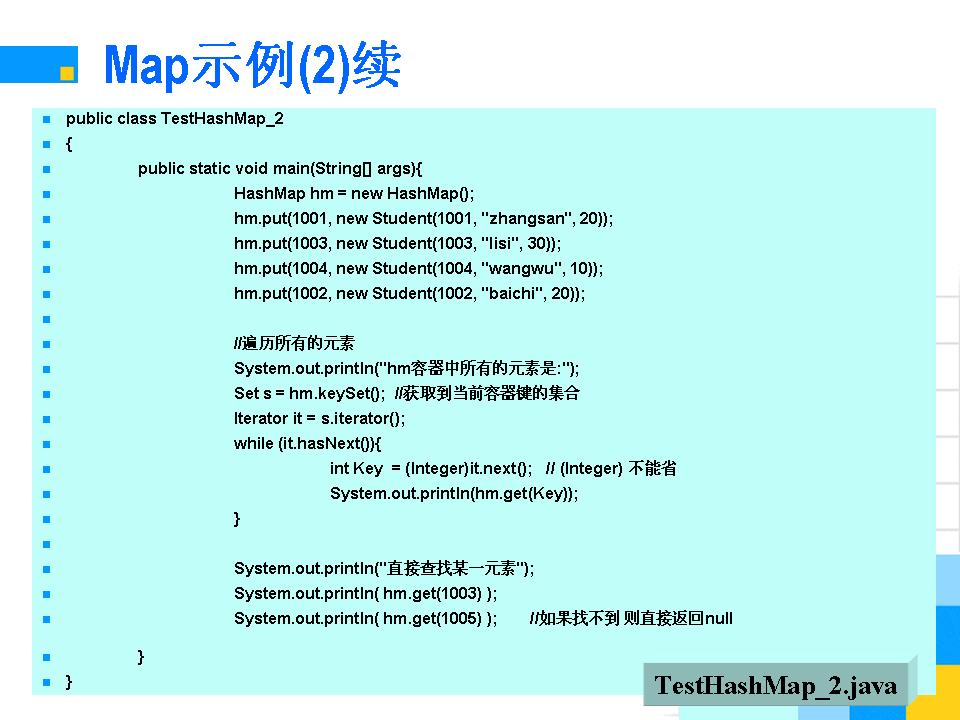 Map示例(2)续
public class TestHashMap_2
{
public static void main(String[] args){
HashMap hm = new HashMap();
hm.put(1001, new Student(1001, "zhangsan", 20));
hm.put(1003, new Student(1003, "lisi", 30));
hm.put(1004, new Student(1004, "wangwu", 10));
hm.put(1002, new Student(1002, "baichi", 20));
//遍历所有的元素
System.out.println("hm容器中所有的元素是:");
Set s = hm.keySet();  //获取到当前容器键的集合
Iterator it = s.iterator();
while (it.hasNext()){
int Key  = (Integer)it.next();   // (Integer) 不能省
System.out.println(hm.get(Key));
}
System.out.println("直接查找某一元素");
System.out.println( hm.get(1003) );
System.out.println( hm.get(1005) );      //如果找不到 则直接返回null
}
}
TestHashMap_2.java